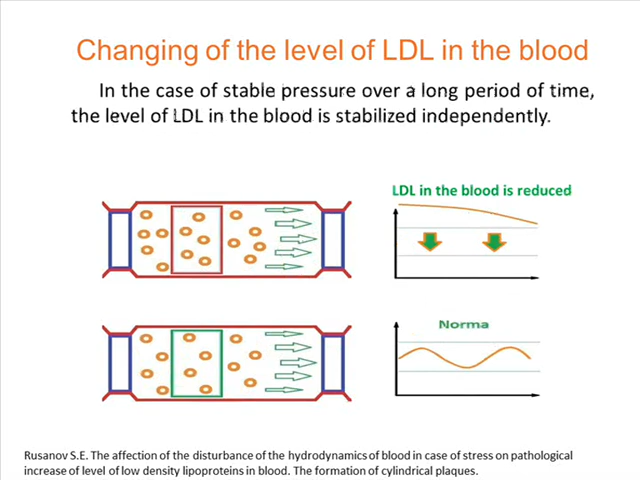 Changing of the level of LDL in the blood
In the case of stable pressure over a long period of time,
the level of LDL in the blood is stabilized independently.
LDL in the blood is reduced
Norma
Rusanov S.E. The affection of the disturbance of the hydrodynamics of blood in case of stress on pathological
increase of level of low density lipoproteins in blood. The formation of cylindrical plaques.